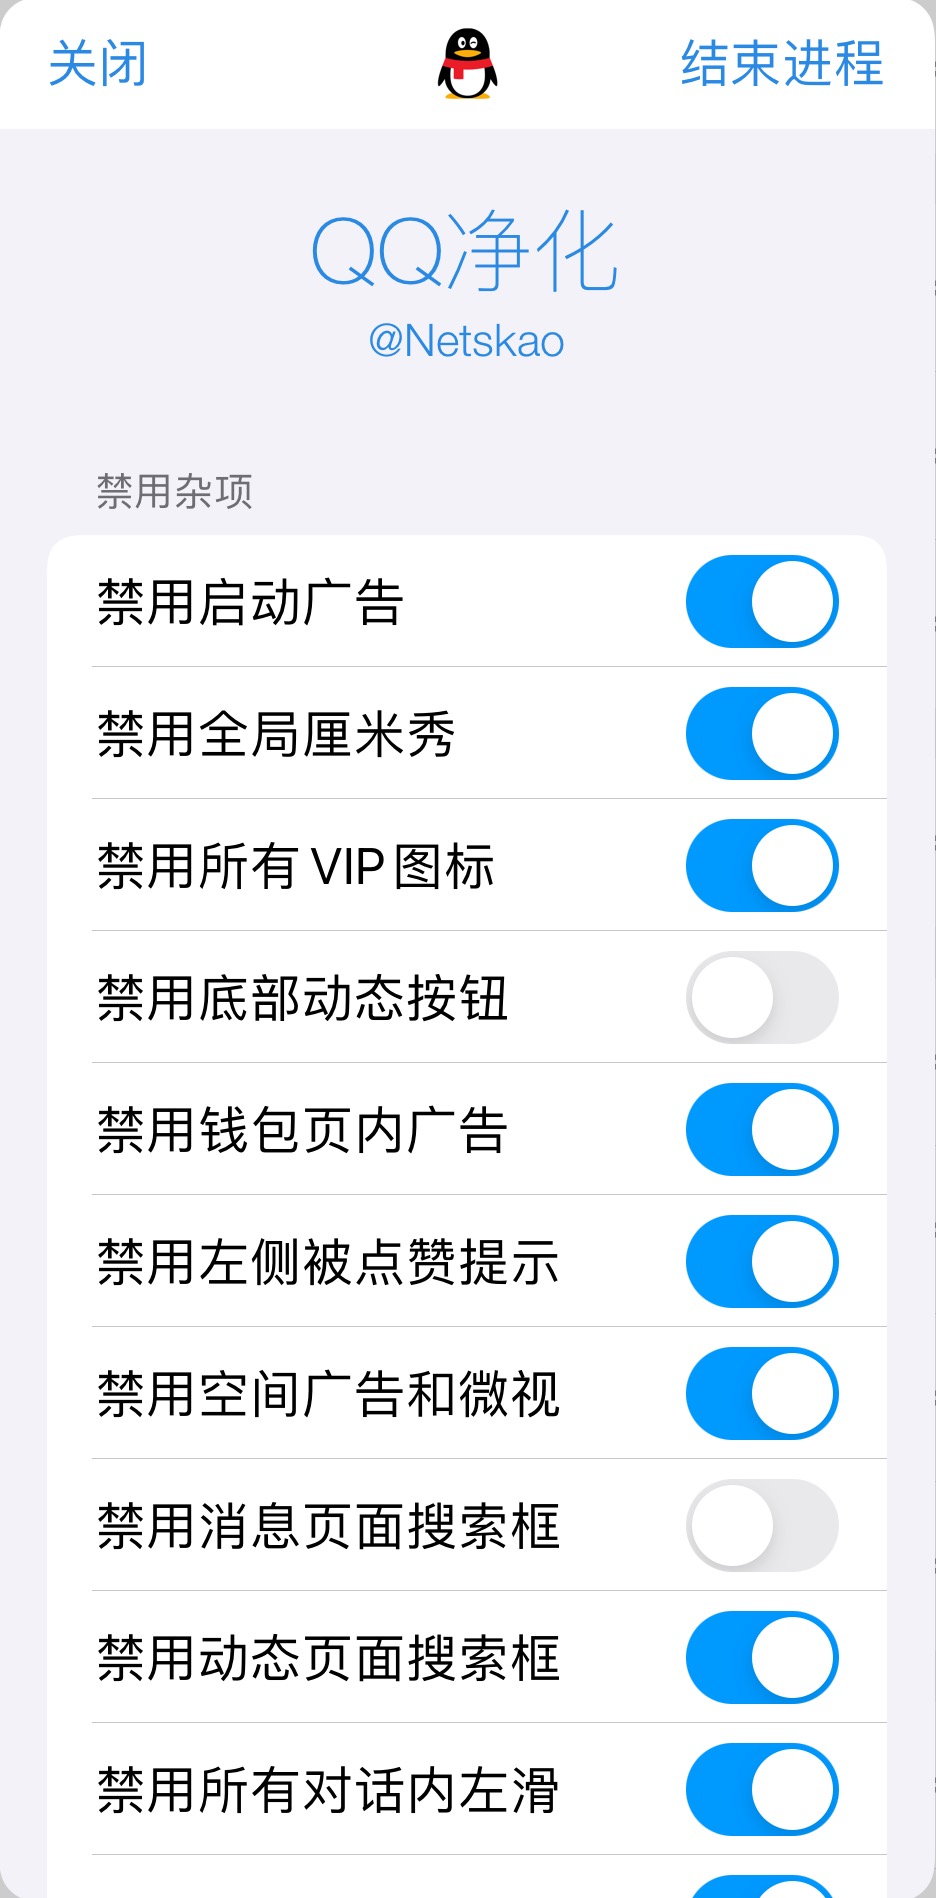 关闭
结束进程
QQ净化
@Netskao
禁用杂项
禁用启动广告
禁用全局厘米秀
禁用所有 VIP 图标
禁用底部动态按钮
禁用钱包页内广告
禁用左侧被点赞提示
禁用空间广告和微视
禁用消息页面搜索框
禁用动态页面搜索框
禁用所有对话内左滑